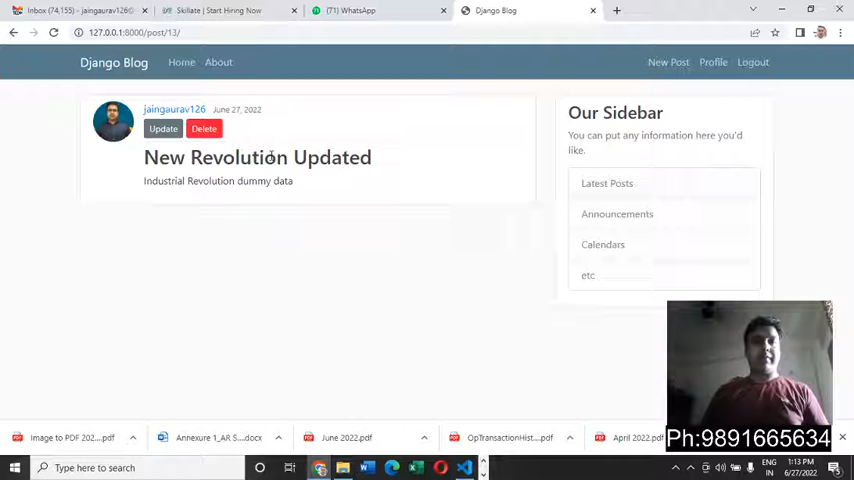 Inbox (74,155) - jaingaurav126@
Skillate | Start Hiring Now
(71) WhatsApp
Django Blog
127.0.0.1:8000/post/13/
Django Blog
Home
About
New Post
Profile
Logout
jaingaurav126 June 27, 2022
Update
Delete
New Revolution Updated
Industrial Revolution dummy data
Our Sidebar
You can put any information here you'd
like.
Latest Posts
Announcements
Calendars
etc
Image to PDF 202....pdf
Annexure 1_AR S....docx
June 2022.pdf
OpTransactionHist....pdf
April 2022.pdf
Ph:9891665634
Type here to search
ENG
IN
1:13 PM
6/27/2022